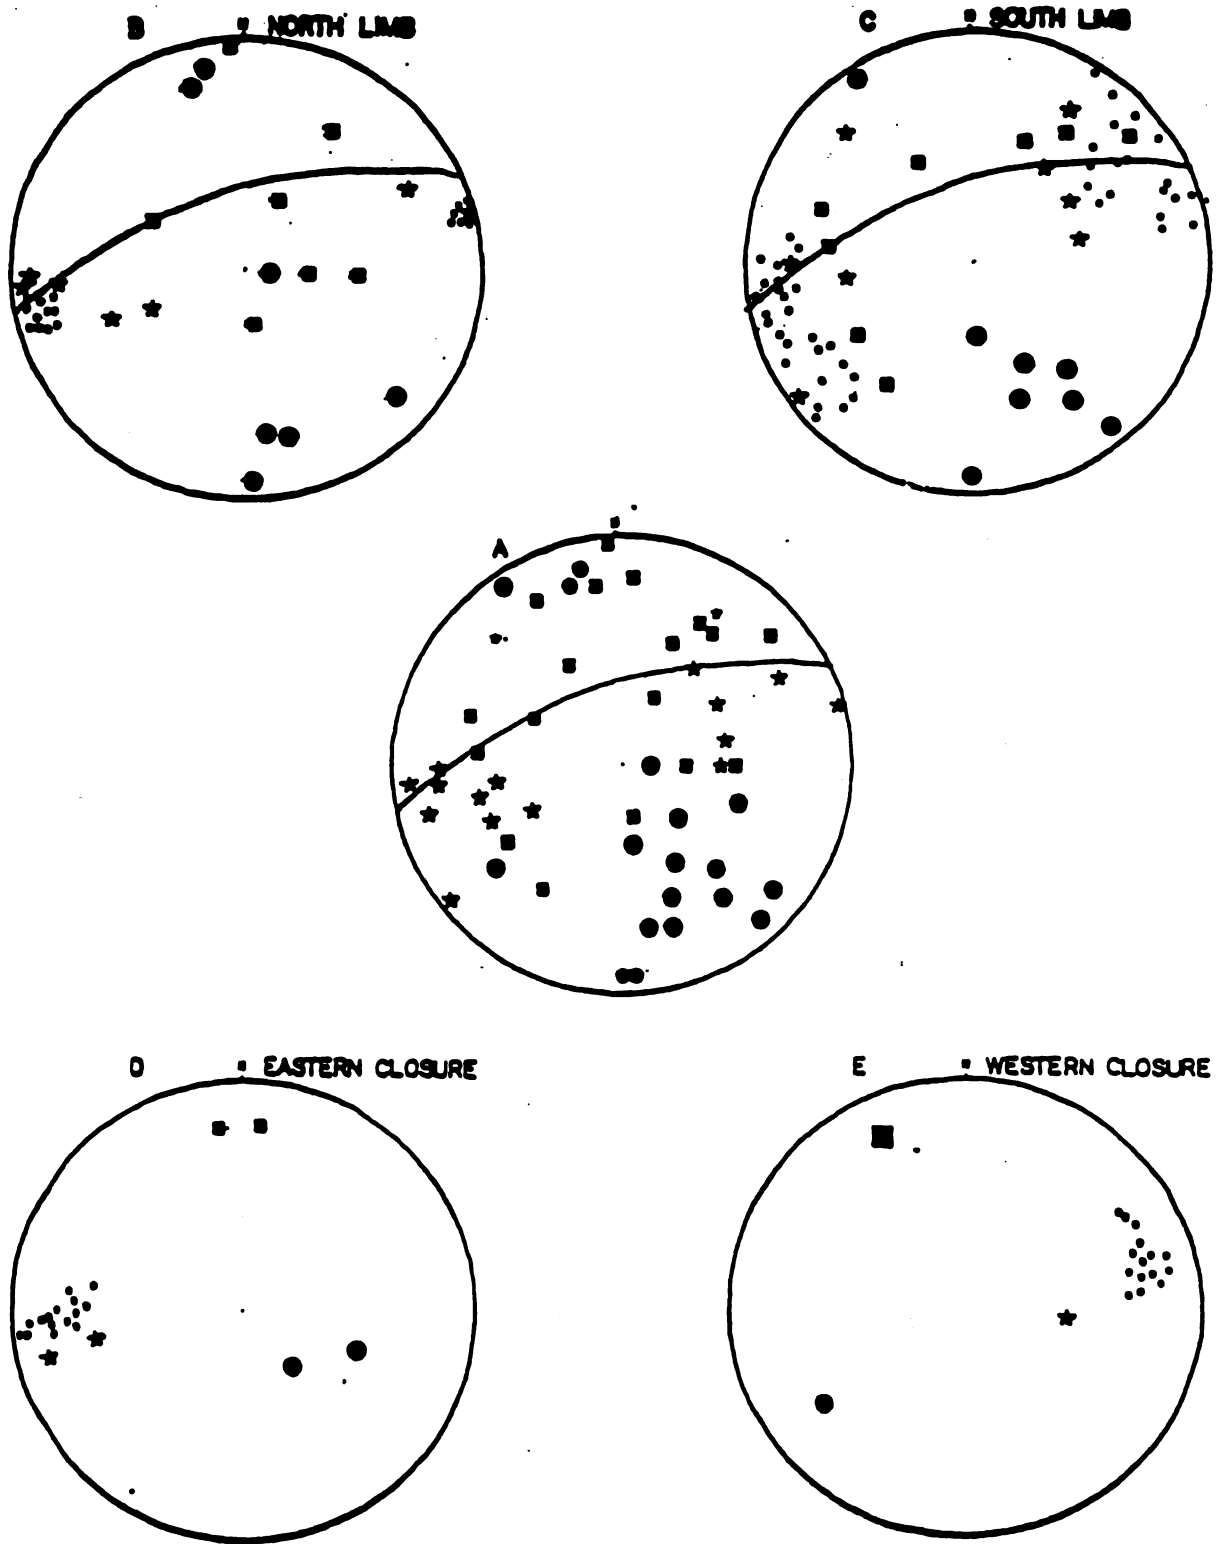 B NORTH LIMB
C SOUTH LIMB
A
D EASTERN CLOSURE
E WESTERN CLOSURE